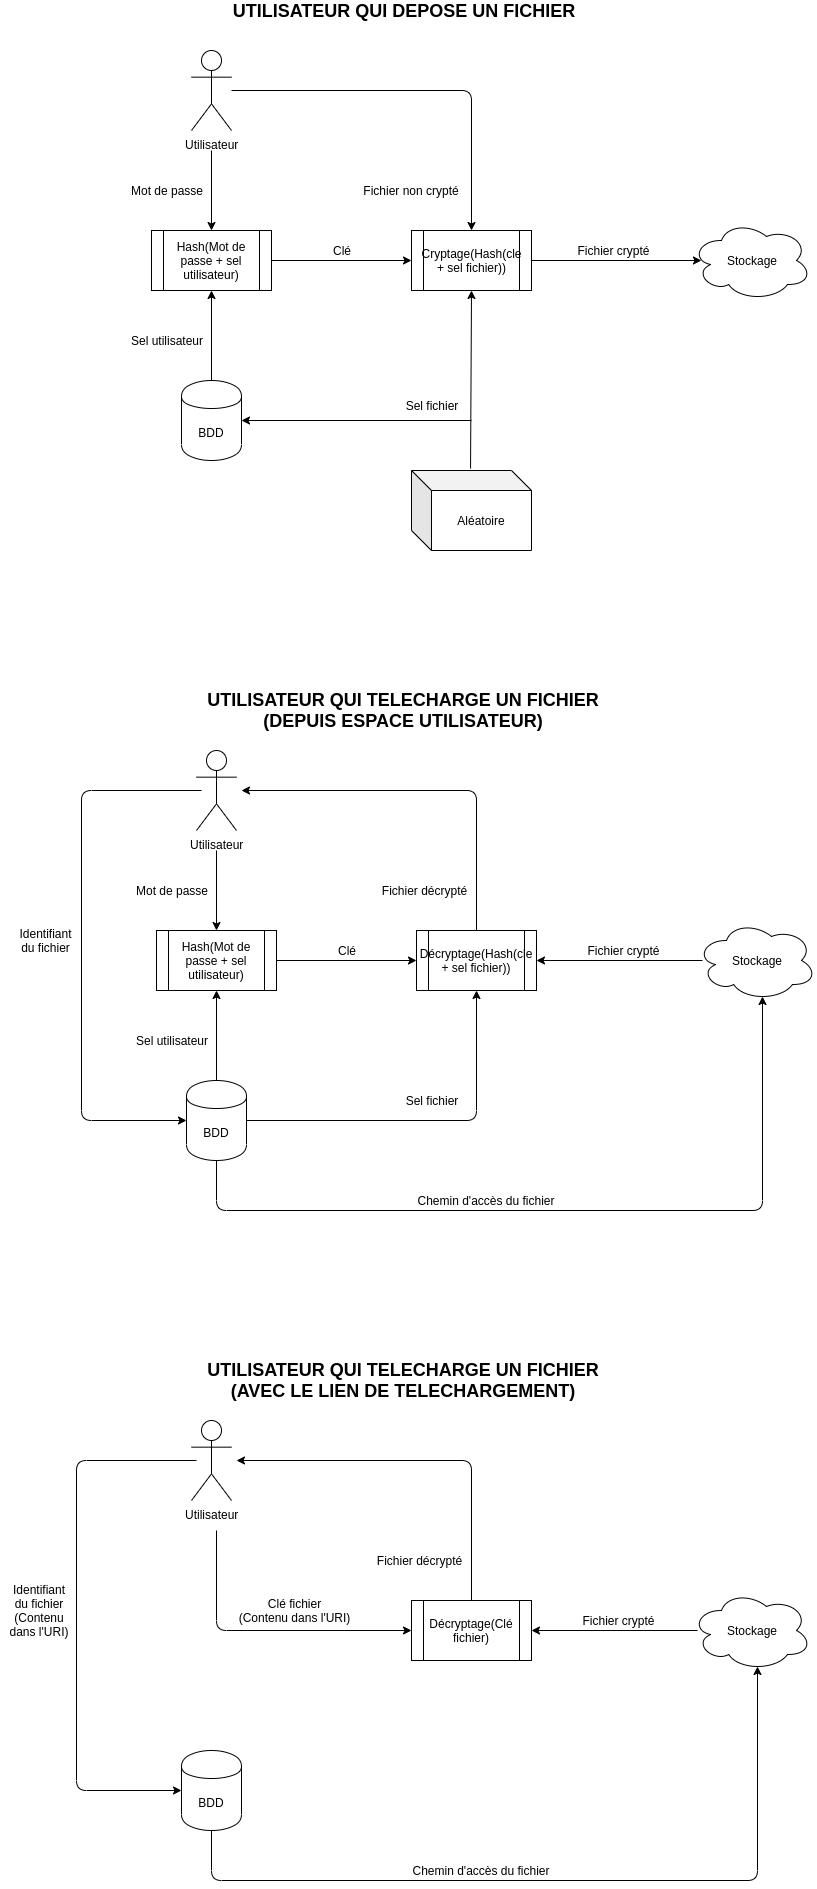 UTILISATEUR QUI DEPOSE UN FICHIER
Utilisateur
Mot de passe
Fichier non crypté
Hash(Mot de
passe + sel
utilisateur)
Clé
Cryptage(Hash(cle
+ sel fichier))
Fichier crypté
Stockage
Sel utilisateur
Sel fichier
BDD
Aléatoire
UTILISATEUR QUI TELECHARGE UN FICHIER
(DEPUIS ESPACE UTILISATEUR)
Utilisateur
Mot de passe
Fichier décrypté
Identifiant
du fichier
Hash(Mot de
passe + sel
utilisateur)
Clé
Décryptage(Hash(cle
+ sel fichier))
Fichier crypté
Stockage
Sel utilisateur
Sel fichier
BDD
Chemin d'accès du fichier
UTILISATEUR QUI TELECHARGE UN FICHIER
(AVEC LE LIEN DE TELECHARGEMENT)
Utilisateur
Fichier décrypté
Identifiant
du fichier
(Contenu
dans l'URI)
Clé fichier
(Contenu dans l'URI)
Décryptage(Clé
fichier)
Fichier crypté
Stockage
BDD
Chemin d'accès du fichier